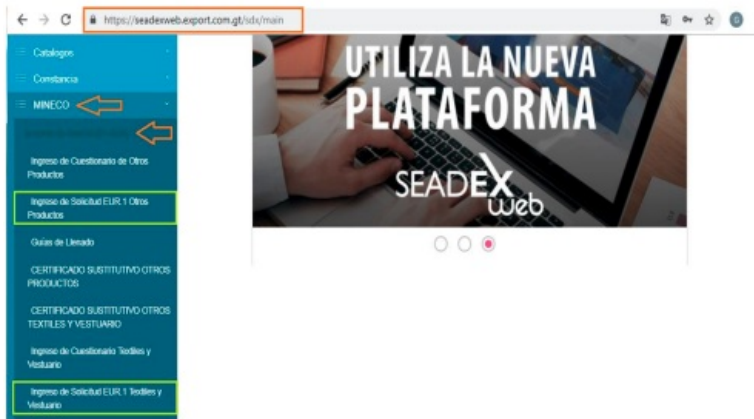 https://seadexweb.export.com.gt/sdx/main
Catalogos
Constancia
MINECO
Ingreso de Cuestionario de Otros
Productos
Ingreso de Solicitud EUR.1 Otros
Productos
Guías de Llenado
CERTIFICADO SUSTITUTIVO OTROS
PRODUCTOS
CERTIFICADO SUSTITUTIVO OTROS
TEXTILES Y VESTUARIO
Ingreso de Cuestionario Textiles y
Vestuario
Ingreso de Solicitud EUR.1 Textiles y
Vestuario
UTILIZA LA NUEVA
PLATAFORMA
SEADEX
web